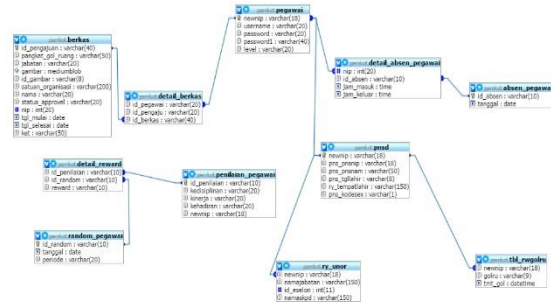 pegawai
newnip : varchar(18)
username : varchar(20)
password : varchar(20)
password1 : varchar(40)
level : varchar(20)
berkas
id_pengajuan : varchar(40)
pangkat_gol_ruang : varchar(50)
jabatan : varchar(20)
gambar : mediumblob
id_gambar : varchar(8)
satuan_organisasi : varchar(200)
nama : varchar(20)
status_approvel : varchar(20)
nip : int(20)
tgl_mulai : date
tgl_selesai : date
ket : varchar(50)
detail_berkas
id_pegawai : varchar(20)
id_pengaju : varchar(20)
id_berkas : varchar(40)
detail_absen_pegawai
nip : int(20)
id_absen : varchar(10)
jam_masuk : time
jam_keluar : time
absen_pegawai
id_absen : varchar(10)
tanggal : date
detail_reward
id_penilaian : varchar(10)
id_random : varchar(10)
reward : varchar(10)
penilaian_pegawai
id_penilaian : varchar(10)
kedisiplinan : varchar(20)
kinerja : varchar(20)
kehadiran : varchar(20)
newnip : varchar(18)
pnsd
newnip : varchar(18)
pns_pnsnip : varchar(18)
pns_pnsnam : varchar(50)
pns_tgllahir : varchar(8)
ry_tempatlahir : varchar(150)
pns_kodesex : varchar(1)
random_pegawai
id_random : varchar(10)
tanggal : date
periode : varchar(20)
ry_unor
newnip : varchar(18)
namajabatan : varchar(150)
id_eselon : int(11)
namaskpd : varchar(150)
tbl_rwgolru
newnip : varchar(18)
golru : varchar(9)
tmt_gol : datetime